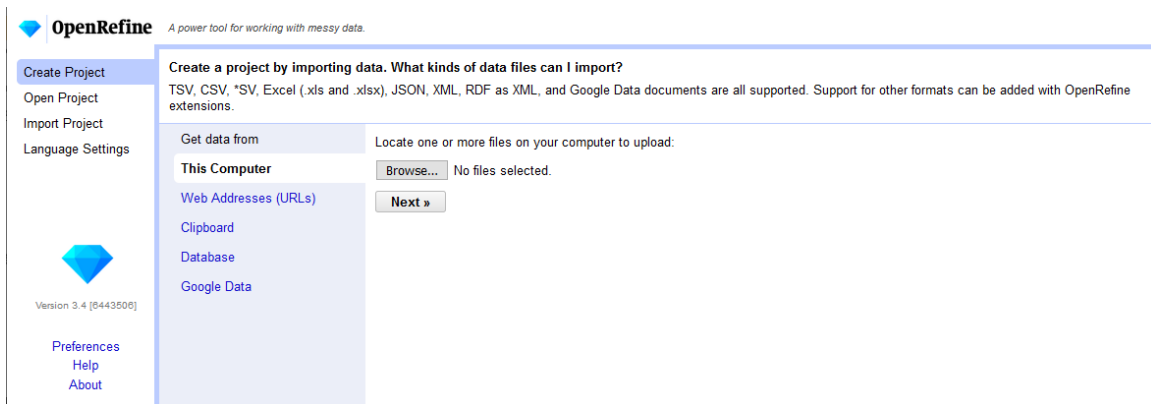 OpenRefine A power tool for working with messy data.
Create Project
Open Project
Import Project
Language Settings
Version 3.4 [6443506]
Preferences
Help
About
Create a project by importing data. What kinds of data files can I import?
TSV, CSV, *SV, Excel (.xls and .xlsx), JSON, XML, RDF as XML, and Google Data documents are all supported. Support for other formats can be added with OpenRefine
extensions.
Get data from
This Computer
Web Addresses (URLs)
Clipboard
Database
Google Data
Locate one or more files on your computer to upload:
Browse... No files selected.
Next »